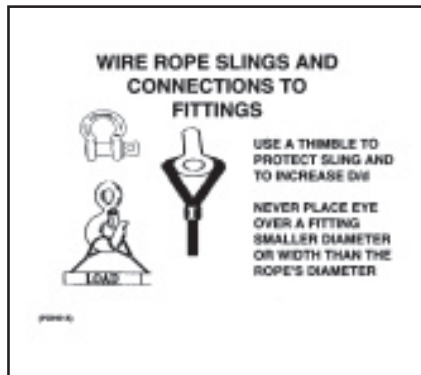 WIRE ROPE SLINGS AND
CONNECTIONS TO
FITTINGS
USE A THIMBLE TO
PROTECT SLING AND
TO INCREASE D/d
NEVER PLACE EYE
OVER A FITTING
SMALLER DIAMETER
OR WIDTH THAN THE
ROPE'S DIAMETER
LOAD